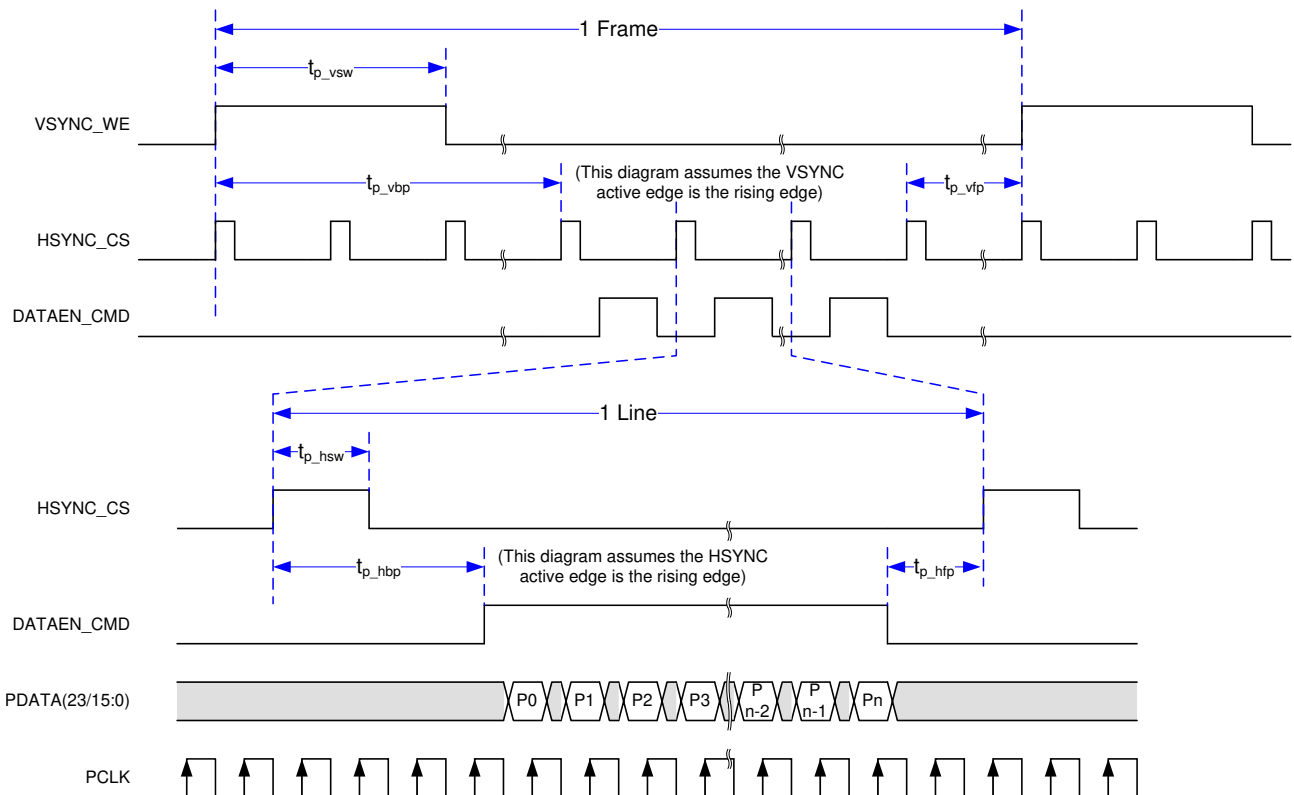 1 Frame
tp_vsw
VSYNC_WE
tp_vbp
(This diagram assumes the VSYNC
active edge is the rising edge)
tp_vfp
HSYNC_CS
DATAEN_CMD
1 Line
tp_hsw
HSYNC_CS
tp_hbp
(This diagram assumes the HSYNC
active edge is the rising edge)
tp_hfp
DATAEN_CMD
PDATA(23/15:0)
P0
P1
P2
P3
P
n-2
P
n-1
Pn
PCLK